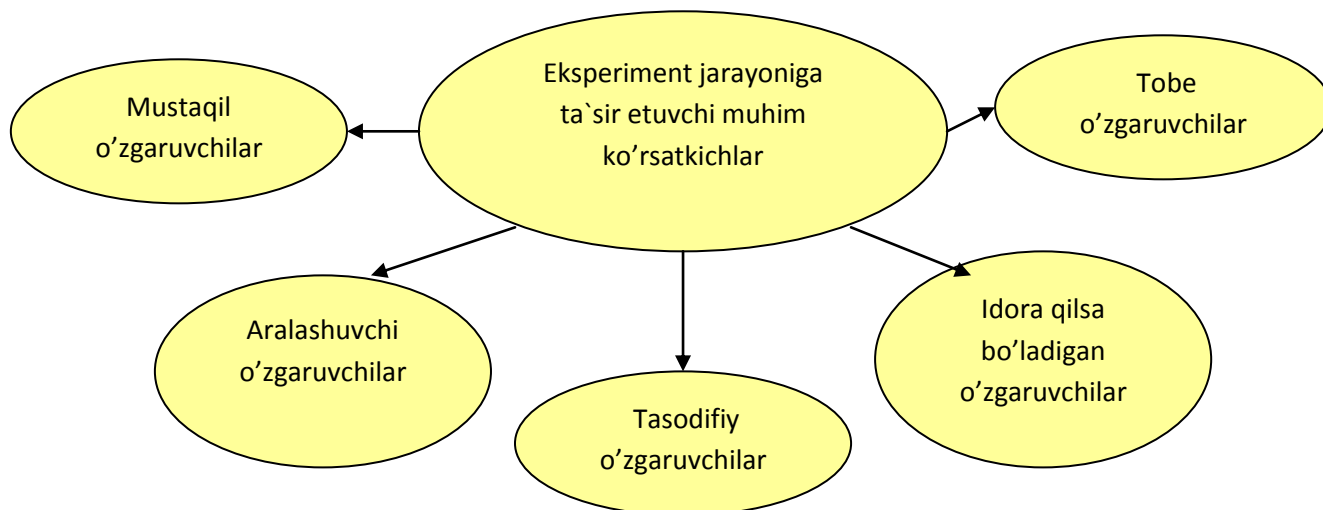 Eksperiment jarayoniga
ta`sir etuvchi muhim
ko’rsatkichlar
Mustaqil
o’zgaruvchilar
Tobe
o’zgaruvchilar
Aralashuvchi
o’zgaruvchilar
Tasodifiy
o’zgaruvchilar
Idora qilsa
bo’ladigan
o’zgaruvchilar